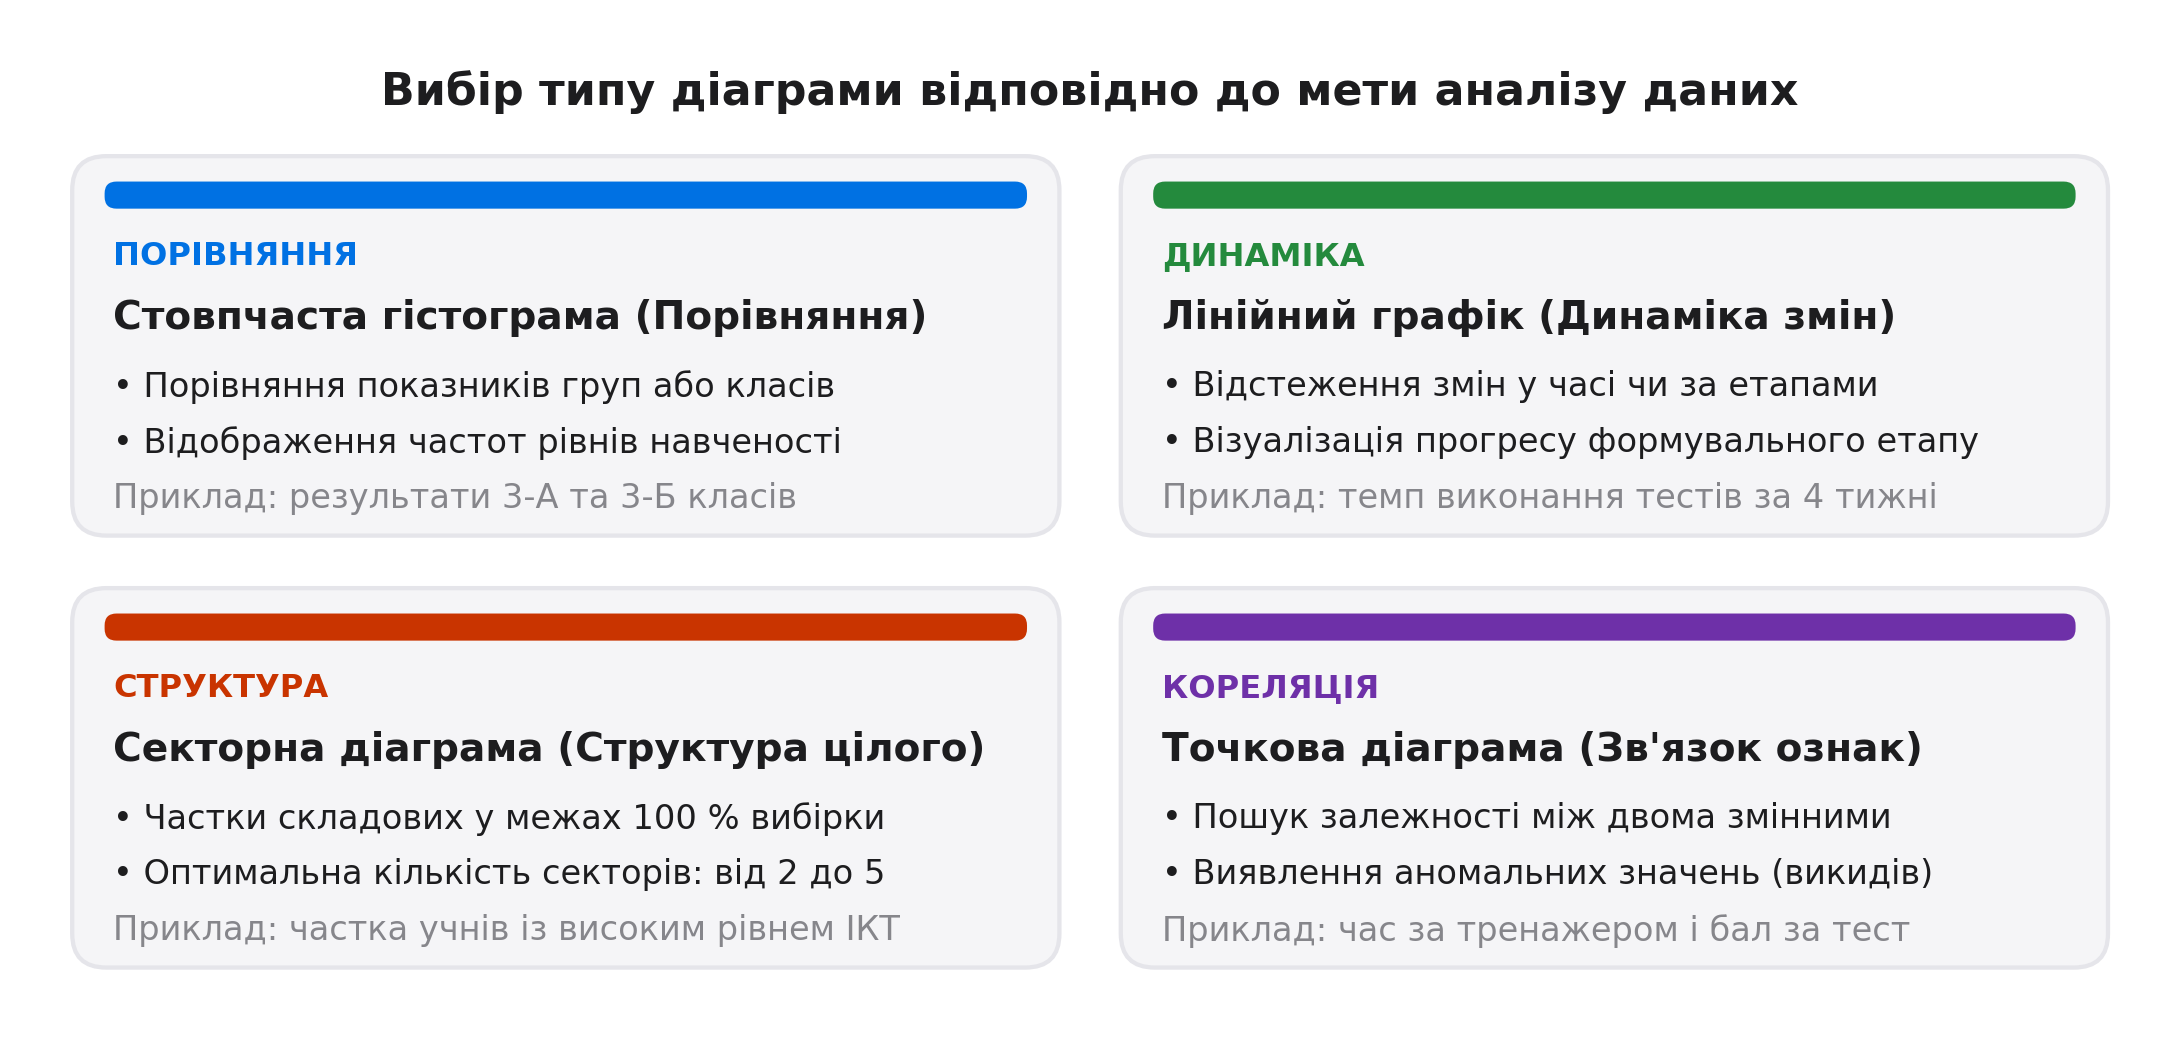 Вибір типу діаграми відповідно до мети аналізу даних
ПОРІВНЯННЯ
Стовпчаста гістограма (Порівняння)
• Порівняння показників груп або класів
• Відображення частот рівнів навченості
Приклад: результати 3-А та 3-Б класів
ДИНАМІКА
Лінійний графік (Динаміка змін)
• Відстеження змін у часі чи за етапами
• Візуалізація прогресу формувального етапу
Приклад: темп виконання тестів за 4 тижні
СТРУКТУРА
Секторна діаграма (Структура цілого)
• Частки складових у межах 100 % вибірки
• Оптимальна кількість секторів: від 2 до 5
Приклад: частка учнів із високим рівнем ІКТ
КОРЕЛЯЦІЯ
Точкова діаграма (Зв'язок ознак)
• Пошук залежності між двома змінними
• Виявлення аномальних значень (викидів)
Приклад: час за тренажером і бал за тест